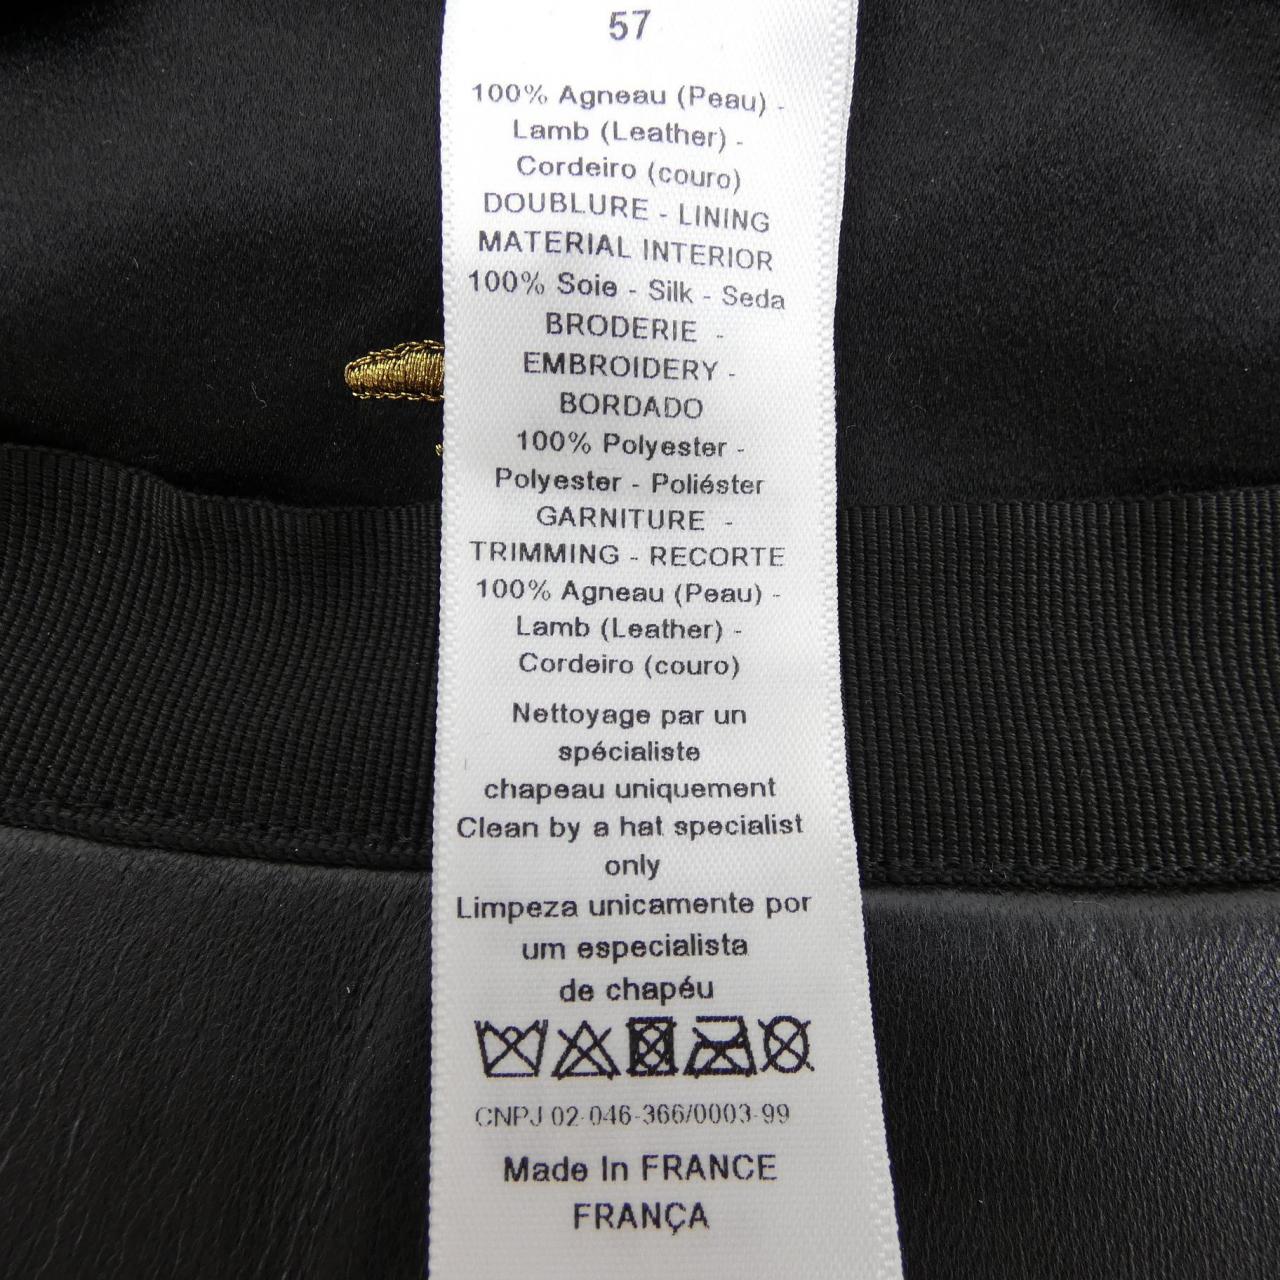 57
100% Agneau (Peau) -
Lamb (Leather) -
Cordeiro (couro)
DOUBLURE - LINING
MATERIAL INTERIOR
100% Soie - Silk - Seda
BRODERIE -
EMBROIDERY -
BORDADO
100% Polyester -
Polyester - Poliéster
GARNITURE -
TRIMMING - RECORTE
100% Agneau (Peau) -
Lamb (Leather) -
Cordeiro (couro)
Nettoyage par un
spécialiste
chapeau uniquement
Clean by a hat specialist
only
Limpeza unicamente por
um especialista
de chapéu
CNPJ 02-046-366/0003-99
Made In FRANCE
FRANÇA